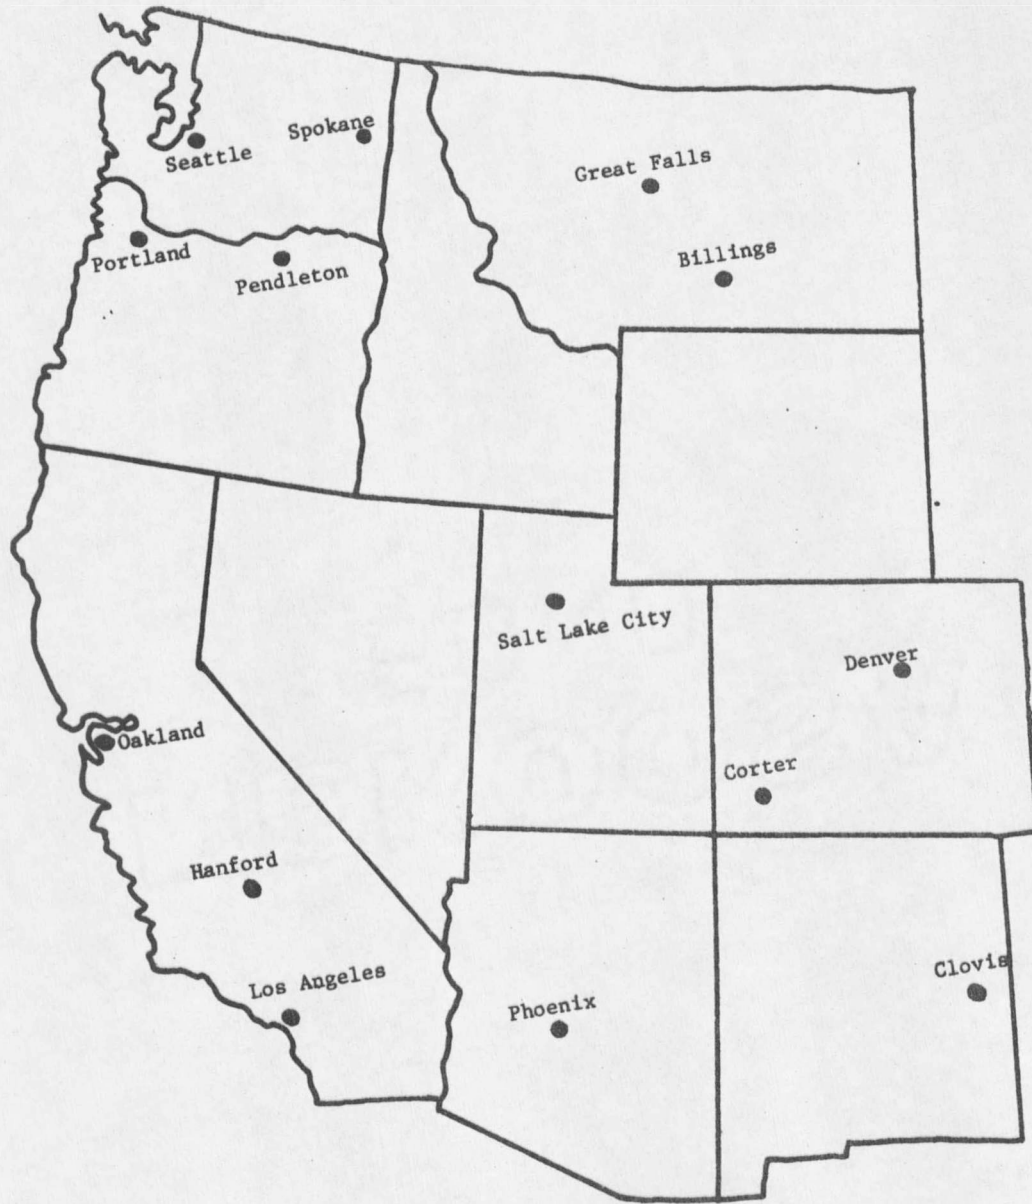 Spokane
Seattle
Great Falls
Portland
Billings
Pendleton
Salt Lake City
Denver
Oakland
Corter
Hanford
Los Angeles
Clovis
Phoenix